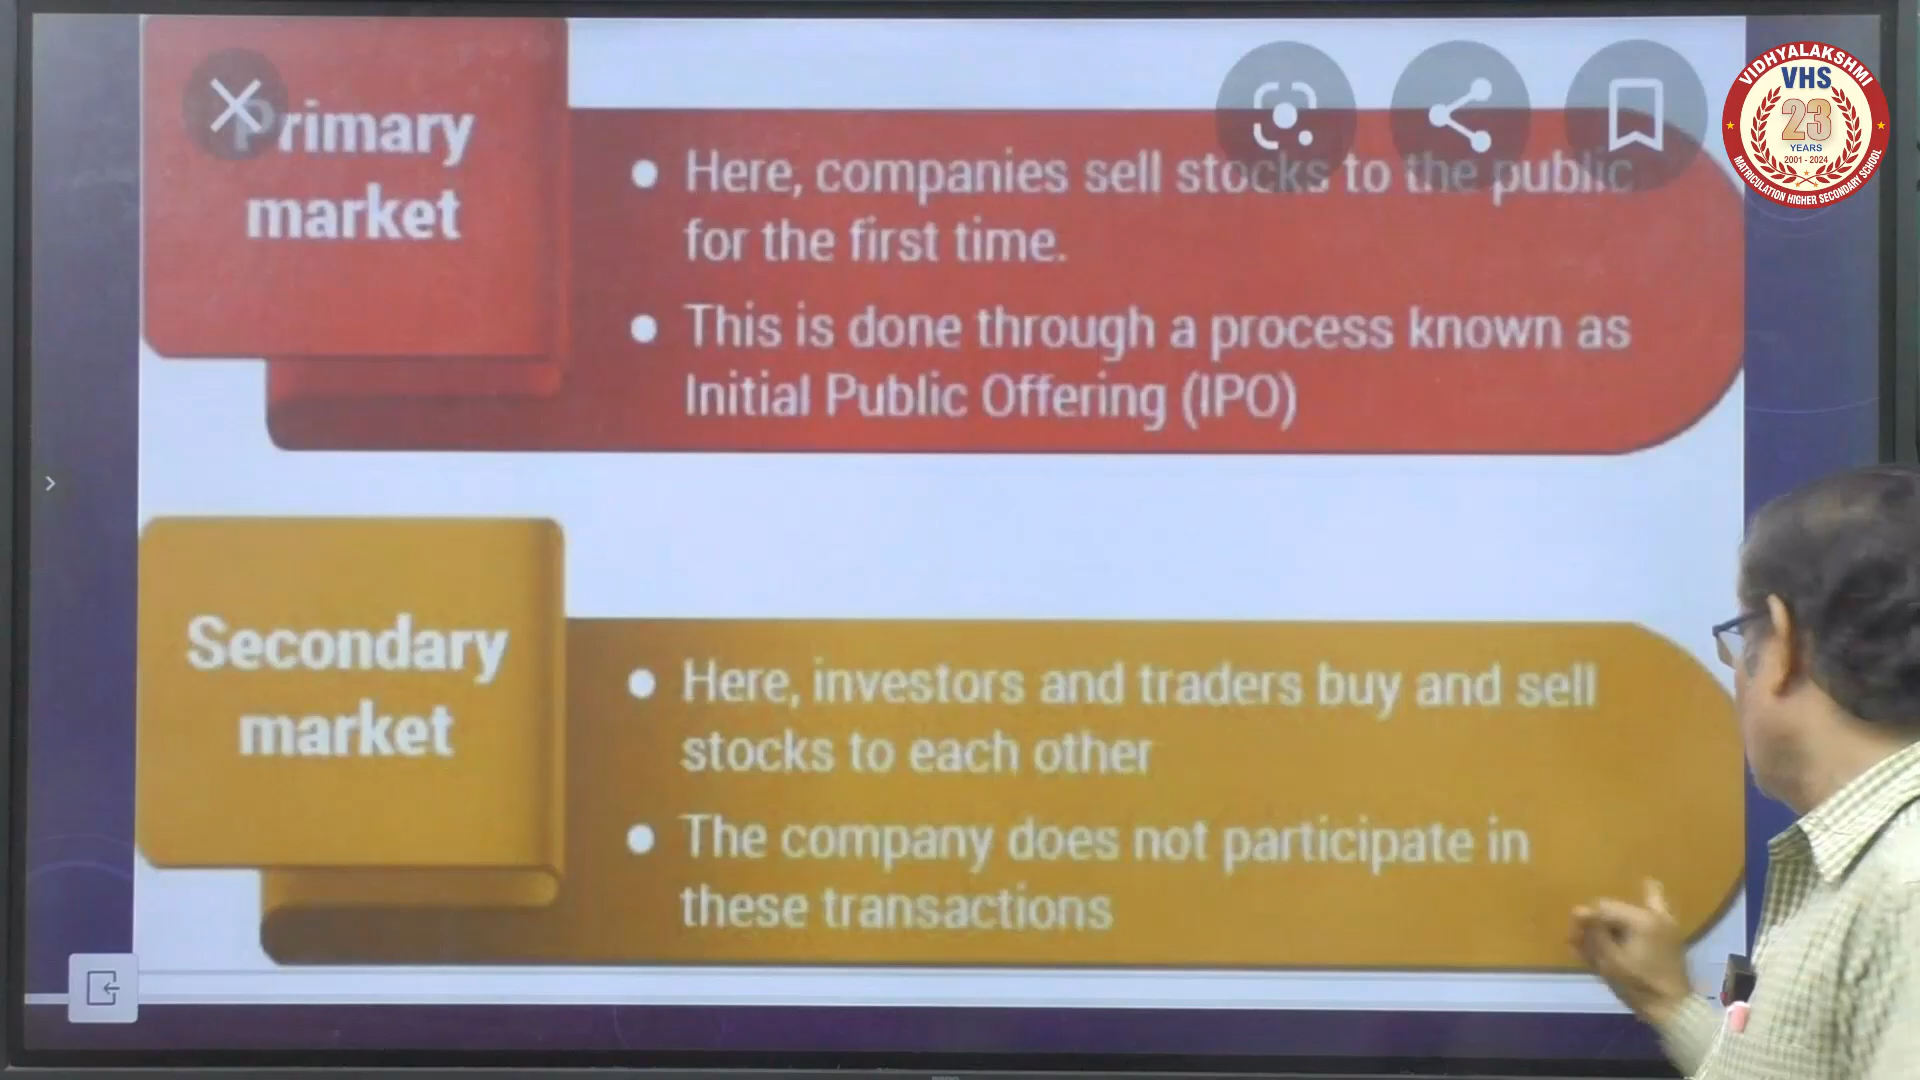 Primary
market
Here, companies sell stocks to the public
for the first time.
This is done through a process known as
Initial Public Offering (IPO)
Secondary
market
Here, investors and traders buy and sell
stocks to each other
The company does not participate in
these transactions
VIDHYALAKSHMI
VHS
23
YEARS
2001 - 2024
MATRICULATION HIGHER SECONDARY SCHOOL